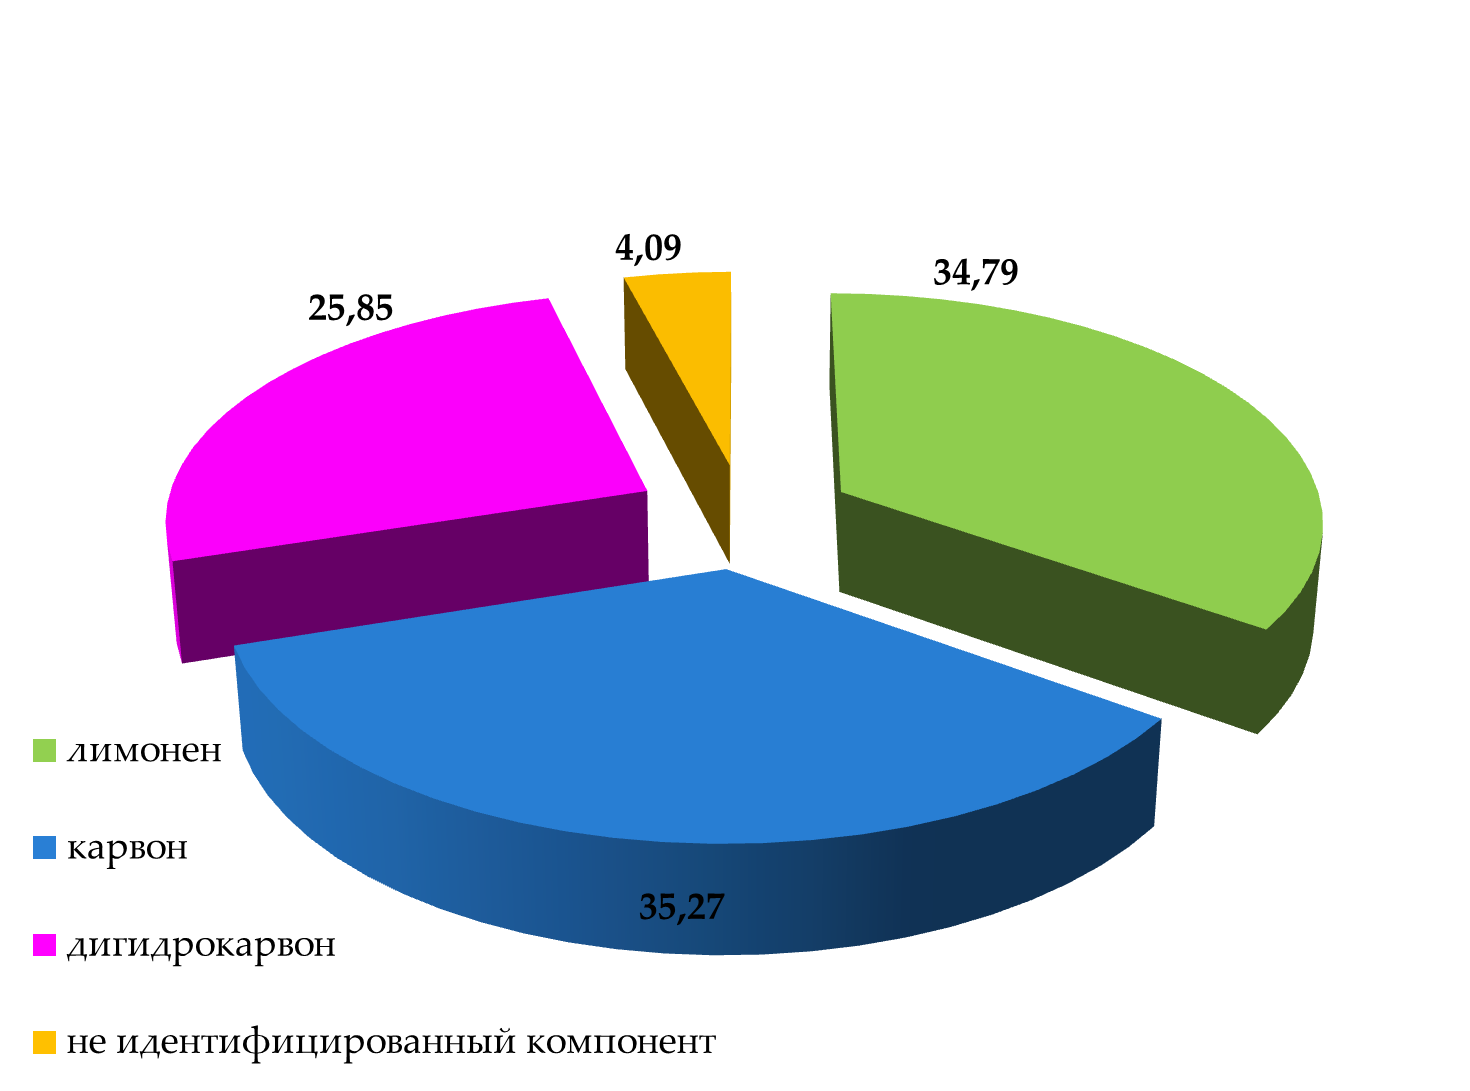 4,09
34,79
25,85
35,27
лимонен
карвон
дигидрокарвон
не идентифицированный компонент